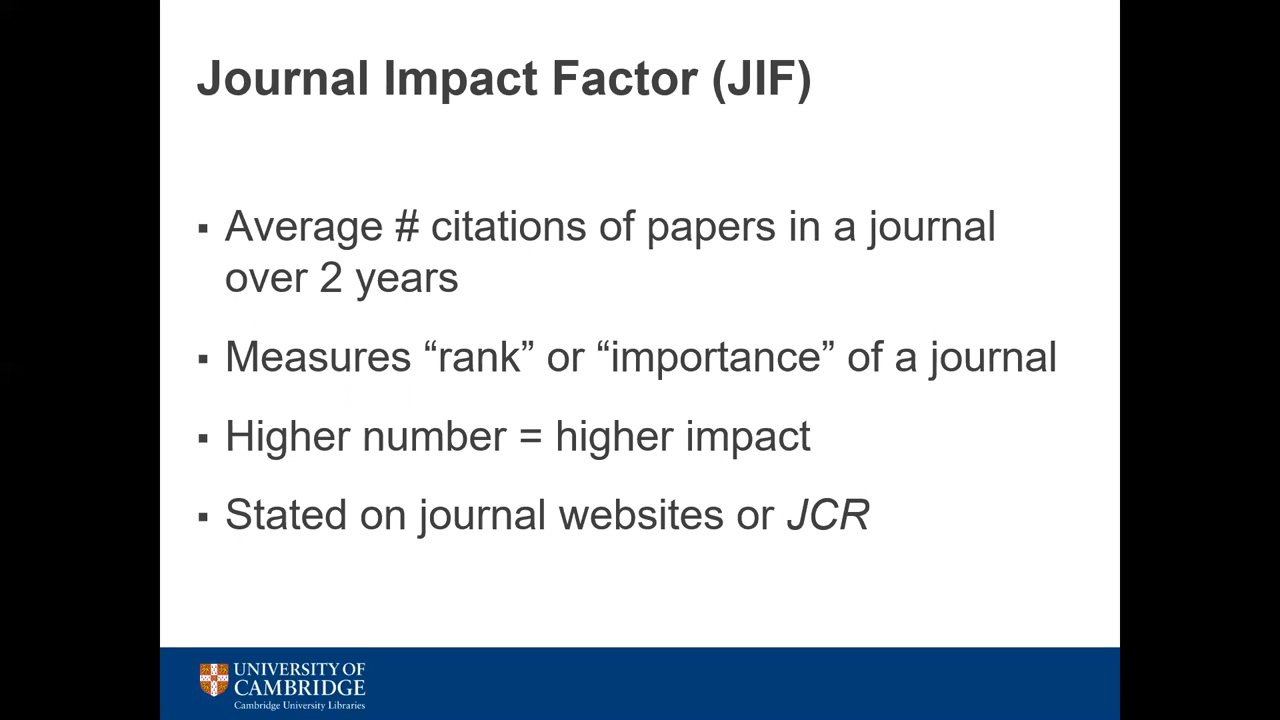 Journal Impact Factor (JIF)
▪ Average # citations of papers in a journal
over 2 years
▪ Measures “rank” or “importance” of a journal
▪ Higher number = higher impact
▪ Stated on journal websites or JCR
UNIVERSITY OF
CAMBRIDGE
Cambridge University Libraries